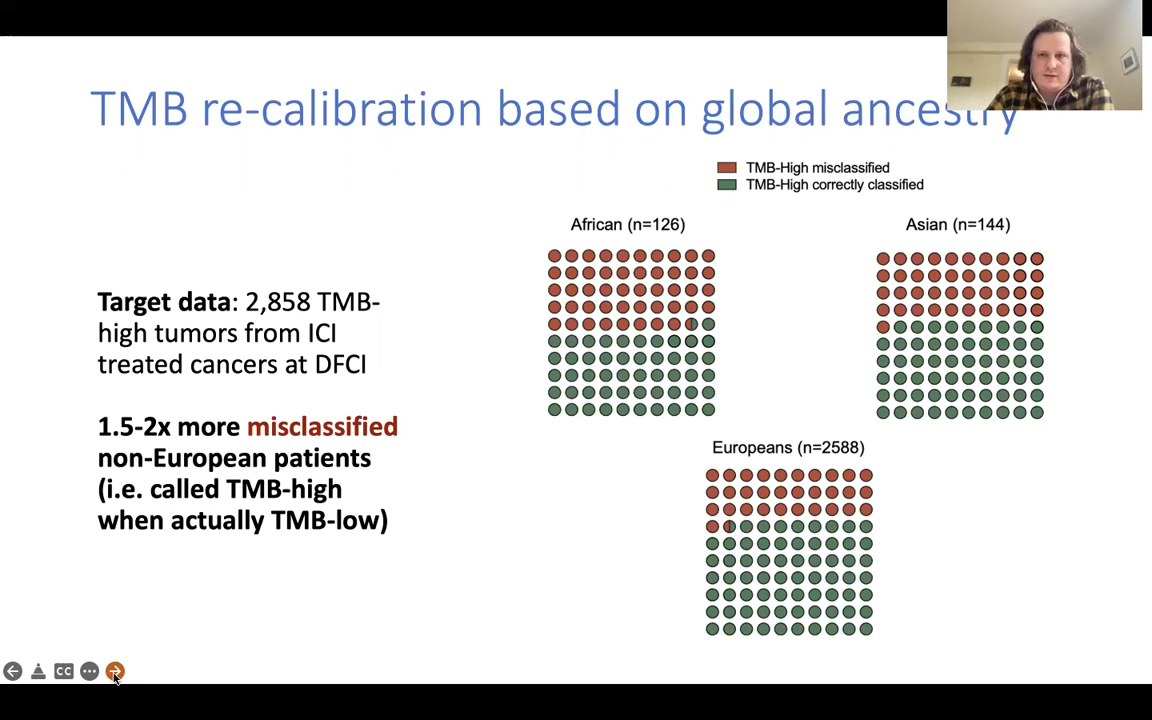 TMB re-calibration based on global ancestry
TMB-High misclassified
TMB-High correctly classified
African (n=126)
Asian (n=144)
Target data: 2,858 TMB-
high tumors from ICI
treated cancers at DFCI
1.5-2x more misclassified
non-European patients
(i.e. called TMB-high
when actually TMB-low)
Europeans (n=2588)
CC